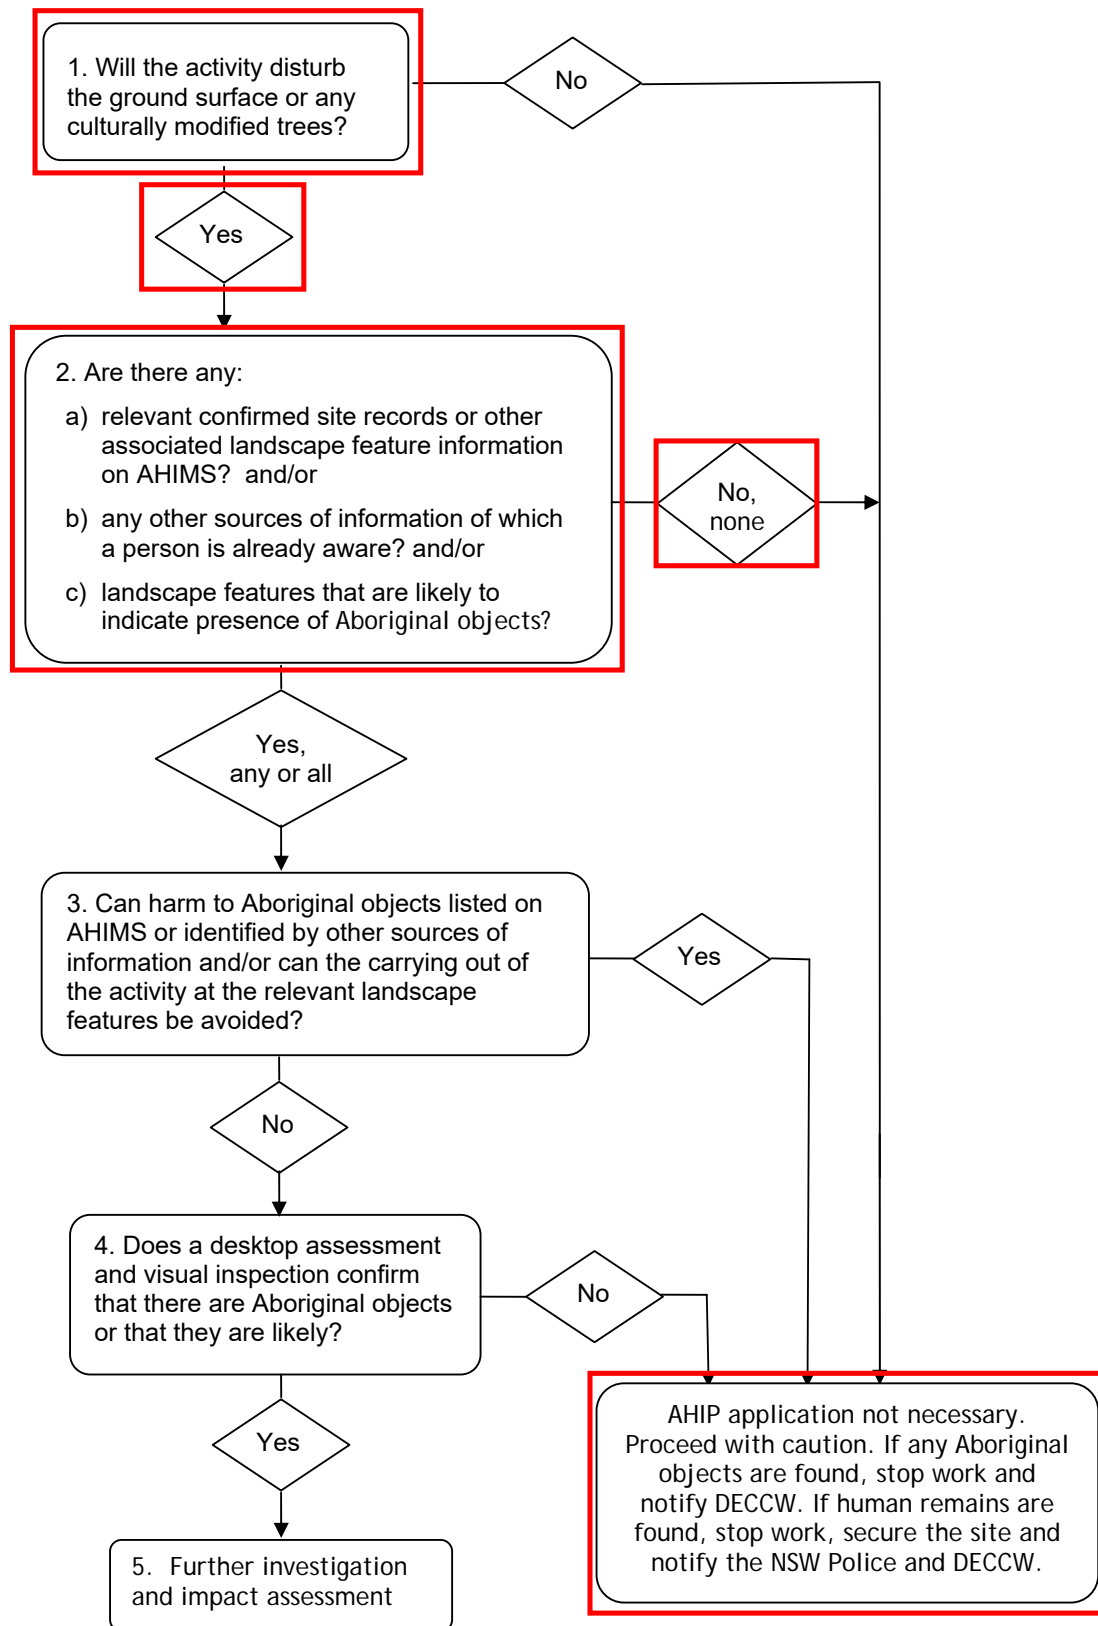 1. Will the activity disturb
the ground surface or any
culturally modified trees?
No
Yes
2. Are there any:
a) relevant confirmed site records or other
associated landscape feature information
on AHIMS? and/or
b) any other sources of information of which
a person is already aware? and/or
c) landscape features that are likely to
indicate presence of Aboriginal objects?
No,
none
Yes,
any or all
3. Can harm to Aboriginal objects listed on
AHIMS or identified by other sources of
information and/or can the carrying out of
the activity at the relevant landscape
features be avoided?
Yes
No
4. Does a desktop assessment
and visual inspection confirm
that there are Aboriginal objects
or that they are likely?
No
Yes
AHIP application not necessary.
Proceed with caution. If any Aboriginal
objects are found, stop work and
notify DECCW. If human remains are
found, stop work, secure the site and
notify the NSW Police and DECCW.
5. Further investigation
and impact assessment